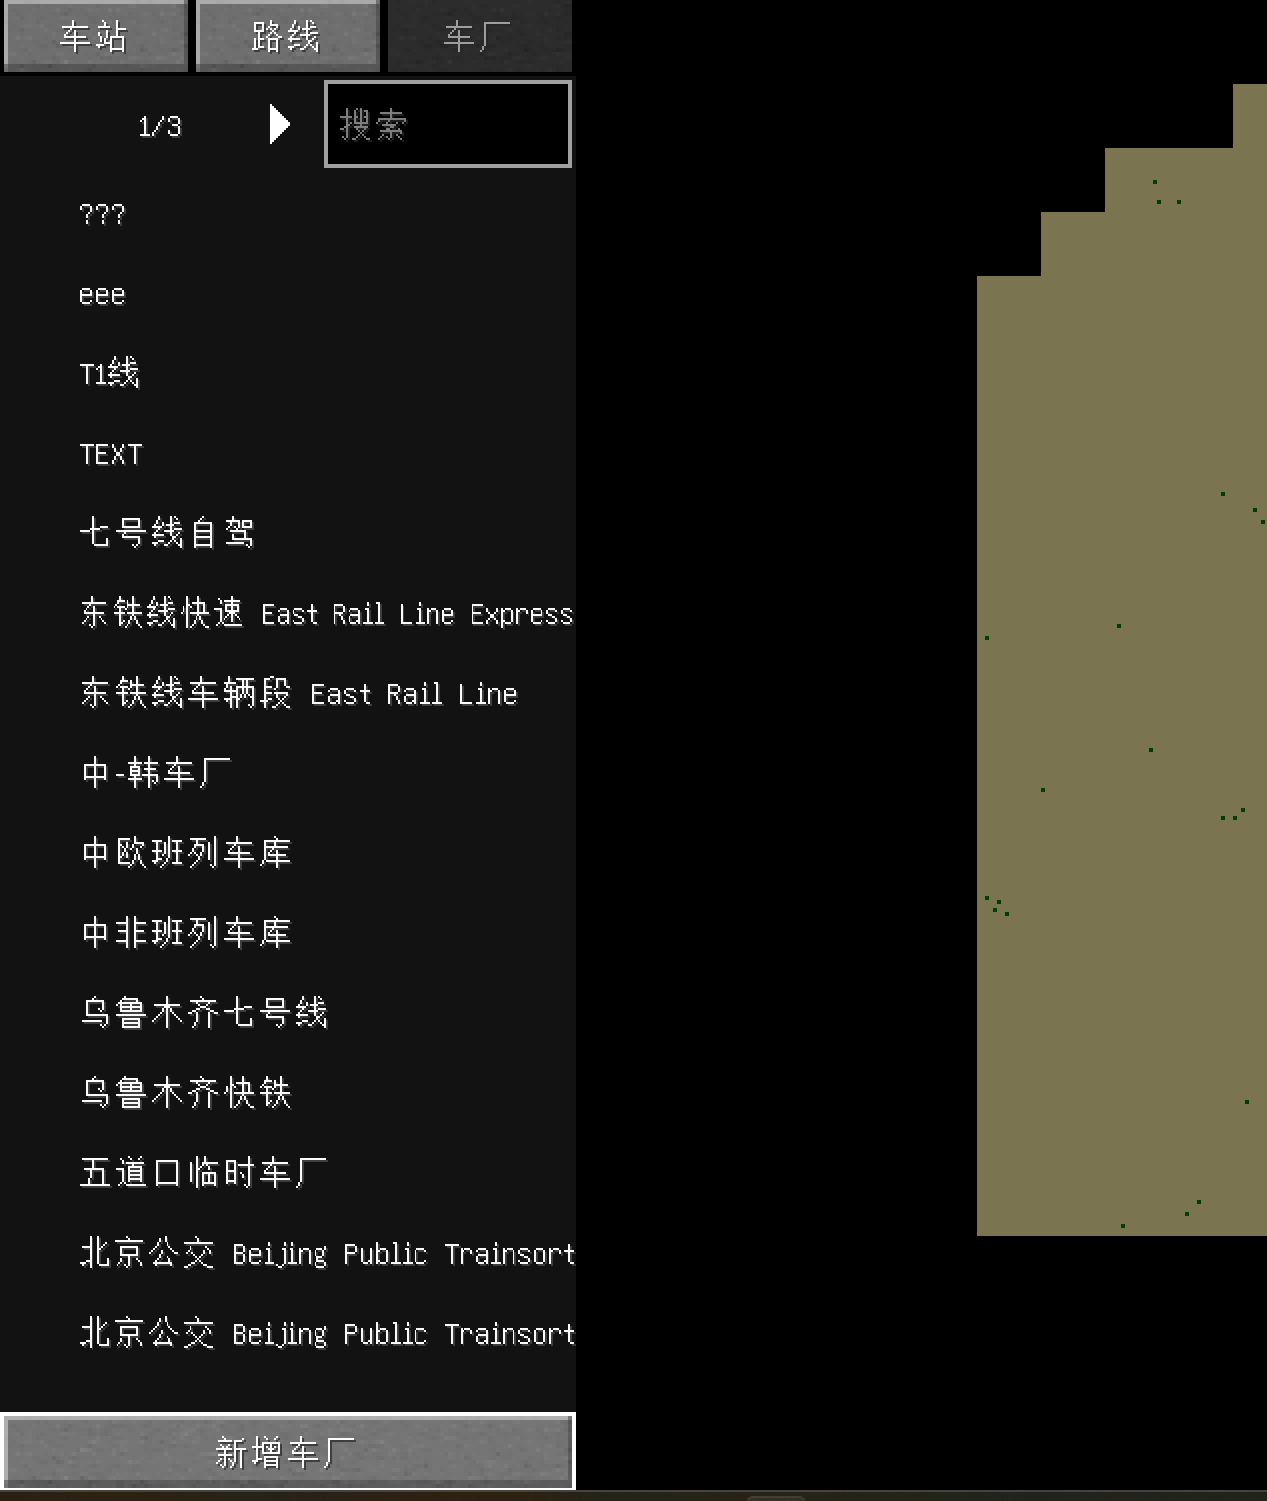 车站 路线 车厂
1/3 搜索
???
eee
T1线
TEXT
七号线自驾
东铁线快速 East Rail Line Express
东铁线车辆段 East Rail Line
中-韩车厂
中欧班列车库
中非班列车库
乌鲁木齐七号线
乌鲁木齐快铁
五道口临时车厂
北京公交 Beijing Public Trainsort
北京公交 Beijing Public Trainsort
新增车厂